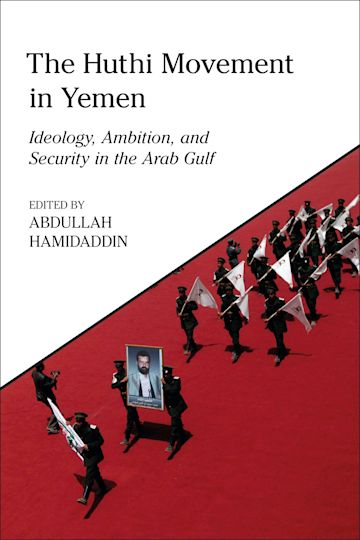 The Huthi Movement
in Yemen
Ideology, Ambition, and
Security in the Arab Gulf
EDITED BY
ABDULLAH
HAMIDADDIN